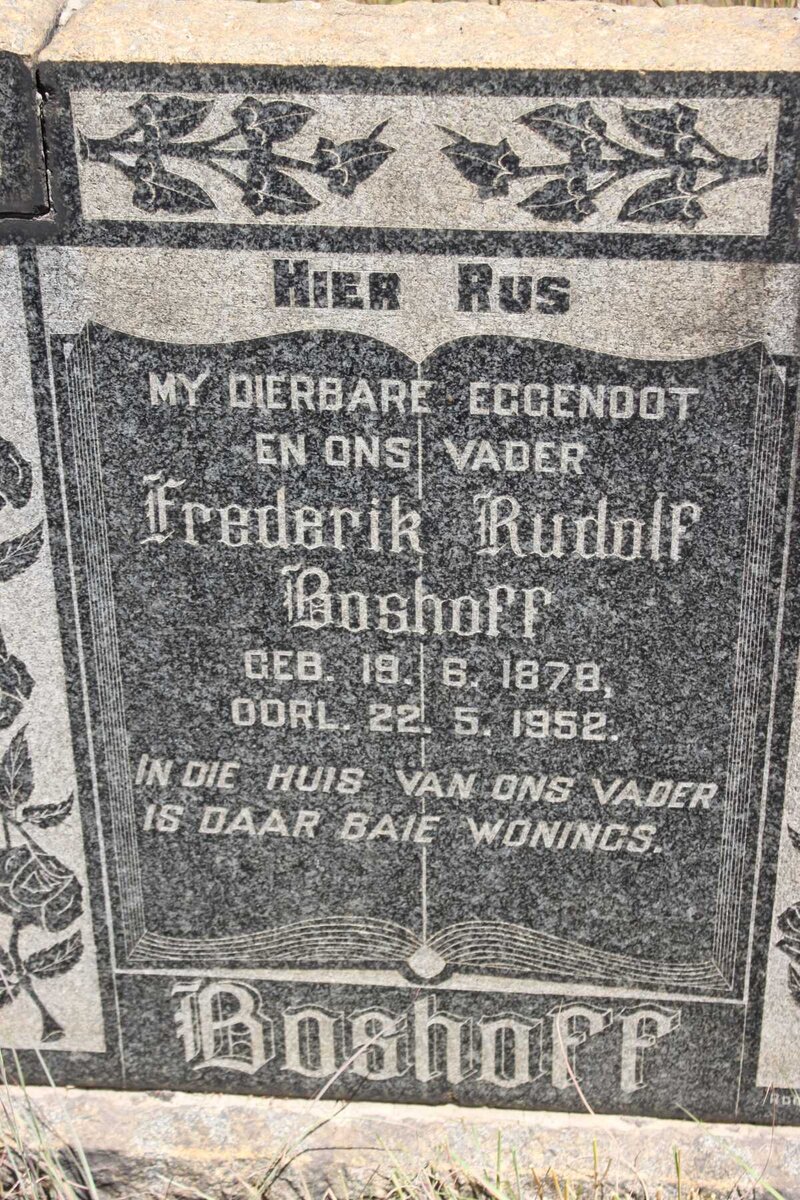 HIER RUS
MY DIERBARE EGGENOOT
EN ONS VADER
Frederik Rudolf
Boshoff
GEB. 19. 6. 1878,
OORL. 22. 5. 1952.
IN DIE HUIS VAN ONS VADER
IS DAAR BAIE WONINGS.
Boshoff